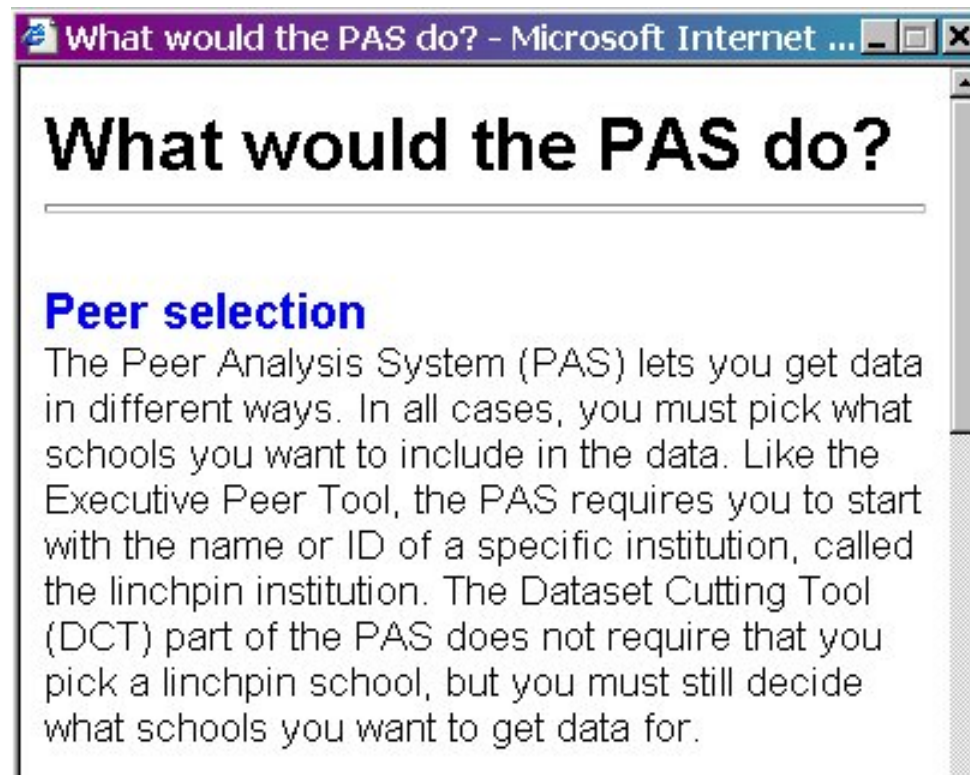 What would the PAS do? - Microsoft Internet ...
What would the PAS do?
Peer selection
The Peer Analysis System (PAS) lets you get data
in different ways. In all cases, you must pick what
schools you want to include in the data. Like the
Executive Peer Tool, the PAS requires you to start
with the name or ID of a specific institution, called
the linchpin institution. The Dataset Cutting Tool
(DCT) part of the PAS does not require that you
pick a linchpin school, but you must still decide
what schools you want to get data for.